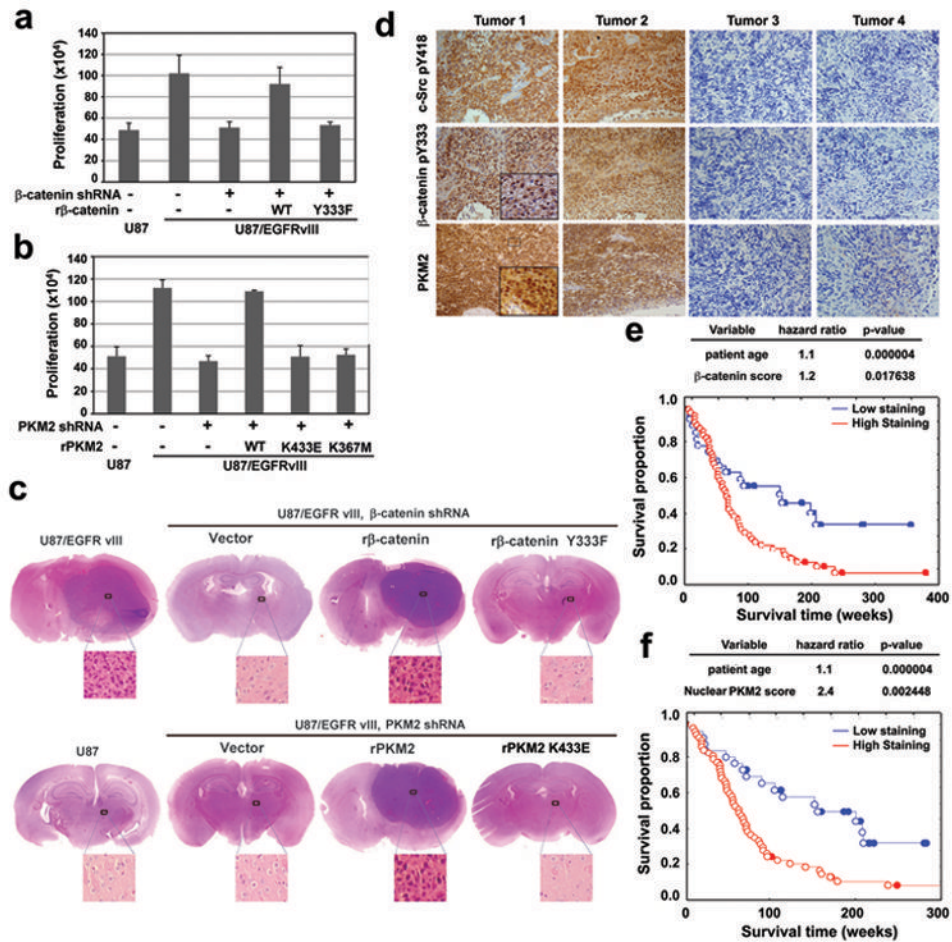 a
Proliferation (x10⁴)
140
120
100
80
60
40
20
0
β-catenin shRNA - - + + +
rβ-catenin - - - WT Y333F
U87 U87/EGFRvIII
b
Proliferation (x10⁴)
140
120
100
80
60
40
20
0
PKM2 shRNA - - + + + +
rPKM2 - - - WT K433E K367M
U87 U87/EGFRvIII
c
U87/EGFR vIII, β-catenin shRNA
U87/EGFR vIII Vector rβ-catenin rβ-catenin Y333F
U87/EGFR vIII, PKM2 shRNA
U87 Vector rPKM2 rPKM2 K433E
d
Tumor 1 Tumor 2 Tumor 3 Tumor 4
c-Src pY418
β-catenin pY333
PKM2
e
Variable hazard ratio p-value
patient age 1.1 0.000004
β-catenin score 1.2 0.017638
Survival proportion
1.0
0.8
0.6
0.4
0.2
0.0
Low staining
High Staining
0 100 200 300 400
Survival time (weeks)
f
Variable hazard ratio p-value
patient age 1.1 0.000004
Nuclear PKM2 score 2.4 0.002448
Survival proportion
1.0
0.8
0.6
0.4
0.2
0.0
Low staining
High Staining
0 100 200 300
Survival time (weeks)